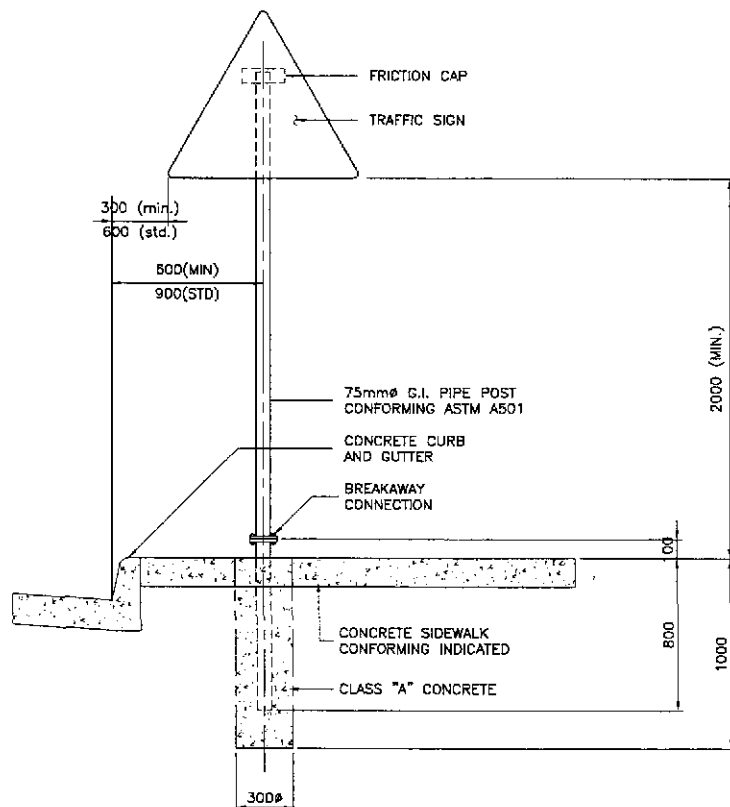 FRICTION CAP
TRAFFIC SIGN
300 (min.)
600 (std.)
600(MIN)
900(STD)
2000 (MIN.)
75mmø G.I. PIPE POST
CONFORMING ASTM A501
CONCRETE CURB
AND GUTTER
BREAKAWAY
CONNECTION
00
800
1000
CONCRETE SIDEWALK
CONFORMING INDICATED
CLASS "A" CONCRETE
300ø